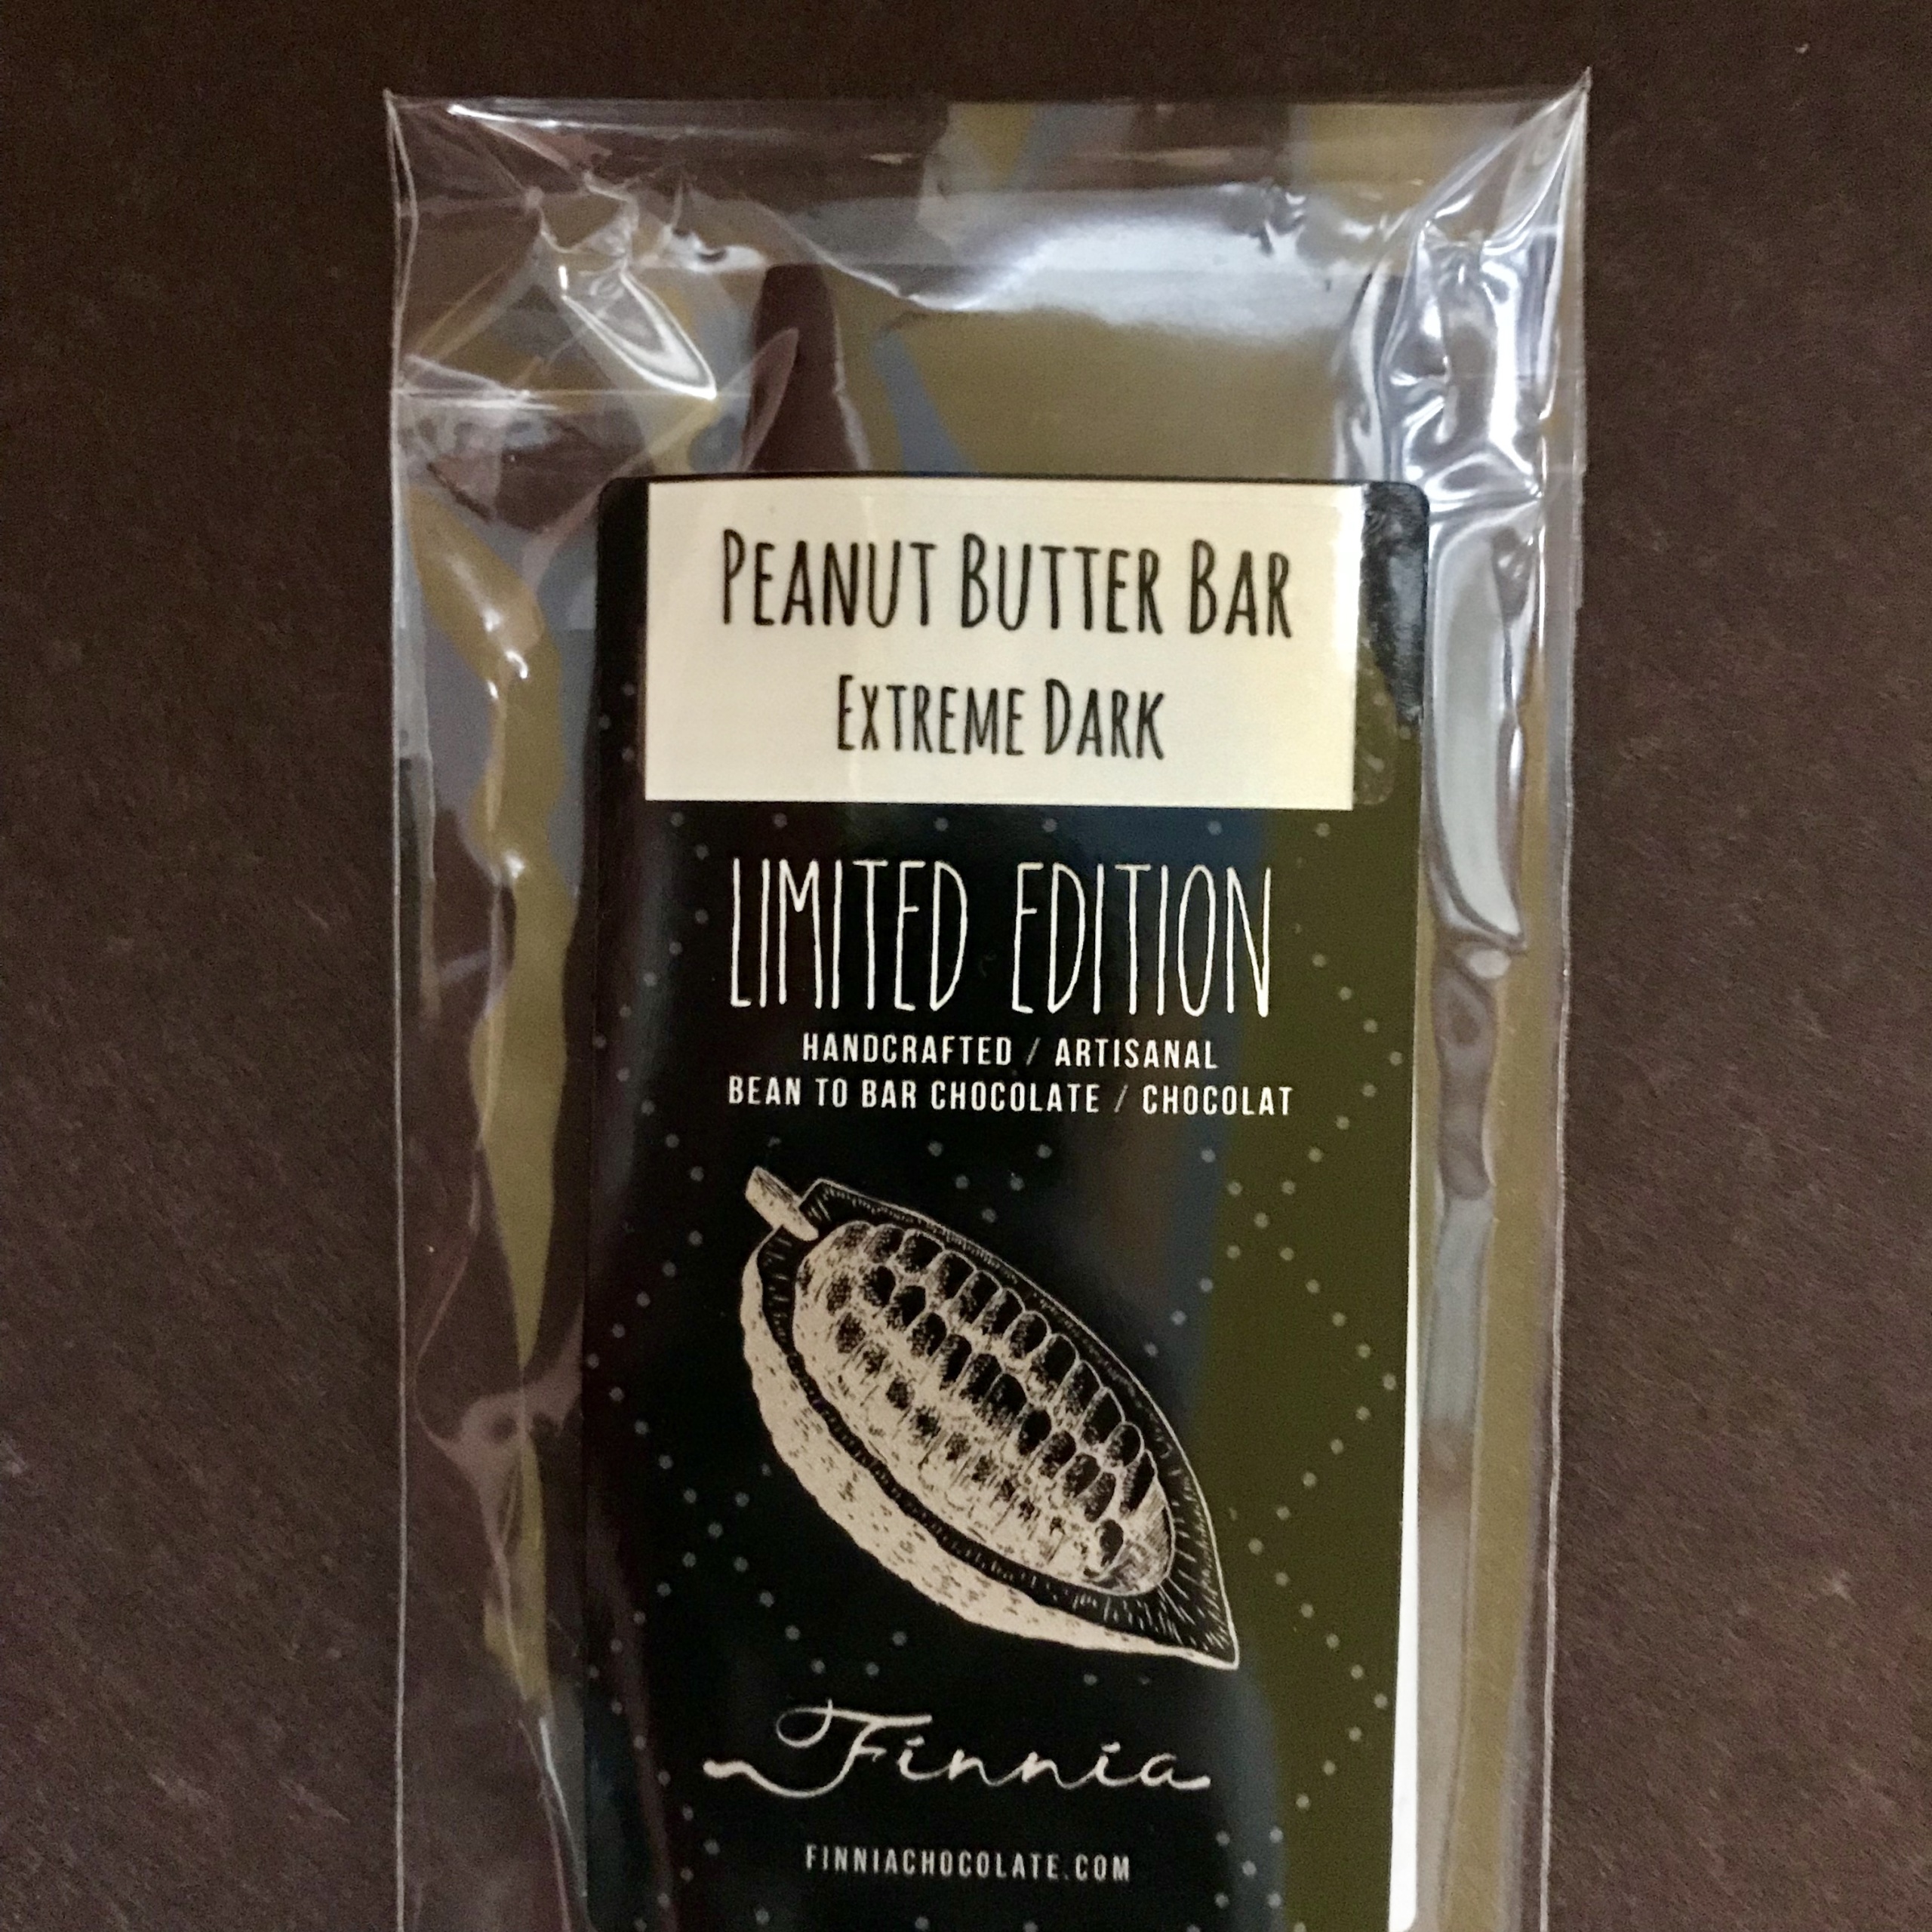 PEANUT BUTTER BAR
EXTREME DARK
LIMITED EDITION
HANDCRAFTED / ARTISANAL
BEAN TO BAR CHOCOLATE / CHOCOLAT
Finnia
FINNIACHOCOLATE.COM